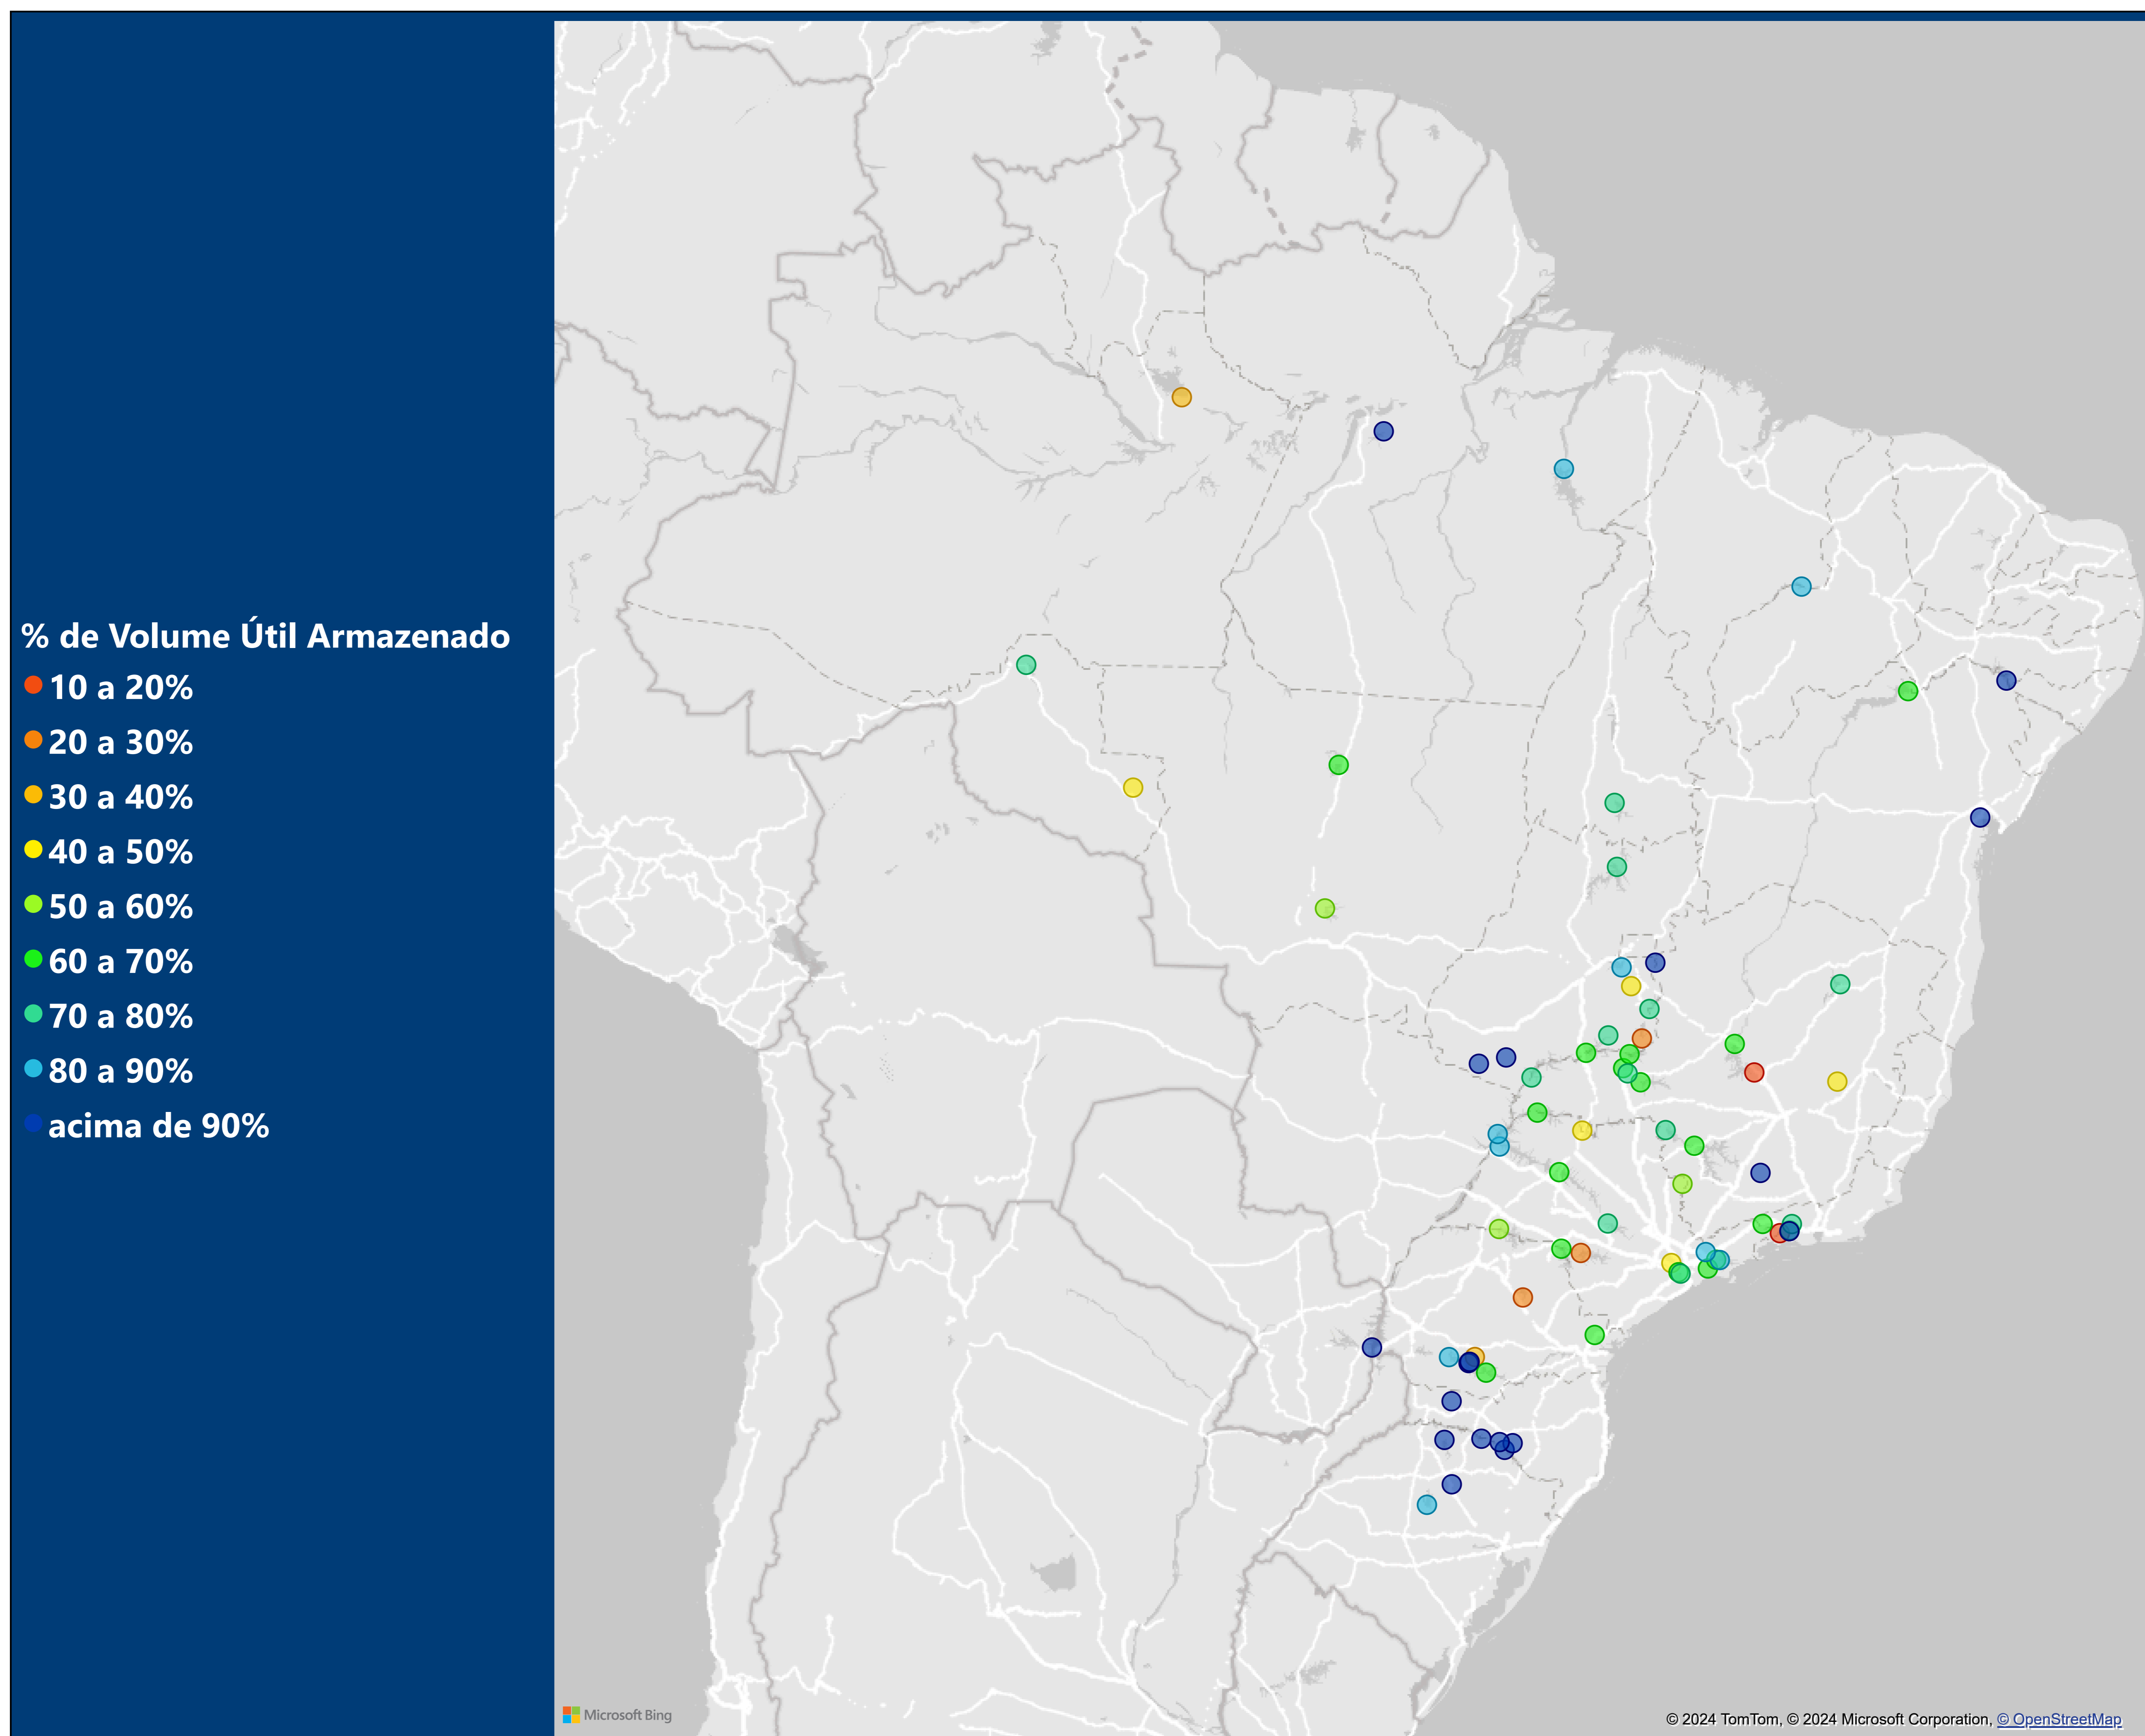 % de Volume Útil Armazenado
10 a 20%
20 a 30%
30 a 40%
40 a 50%
50 a 60%
60 a 70%
70 a 80%
80 a 90%
acima de 90%
Microsoft Bing
© 2024 TomTom, © 2024 Microsoft Corporation, © OpenStreetMap